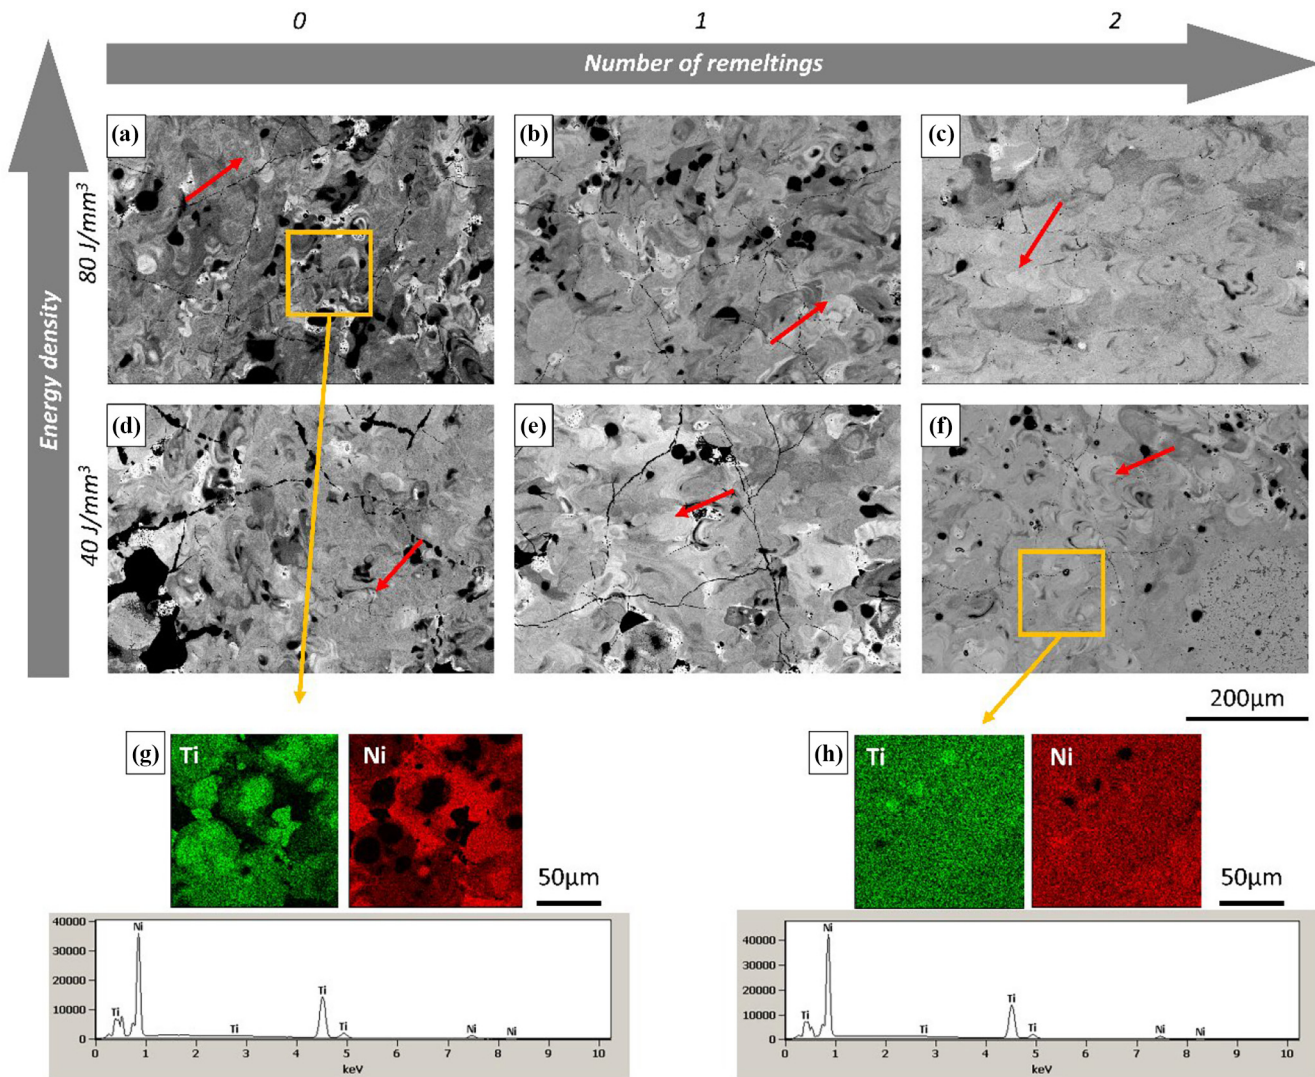 0 1 2
Number of remeltings
Energy density
80 J/mm³
40 J/mm³
(a)
(b)
(c)
(d)
(e)
(f)
200μm
(g)
Ti
Ni
50μm
(h)
Ti
Ni
50μm
40000
30000
20000
10000
0
Ti
Ni
Ti
Ti
Ti
Ni
Ni
0 1 2 3 4 5 6 7 8 9 10
keV
40000
30000
20000
10000
0
Ti
Ni
Ti
Ti
Ti
Ni
Ni
0 1 2 3 4 5 6 7 8 9 10
keV